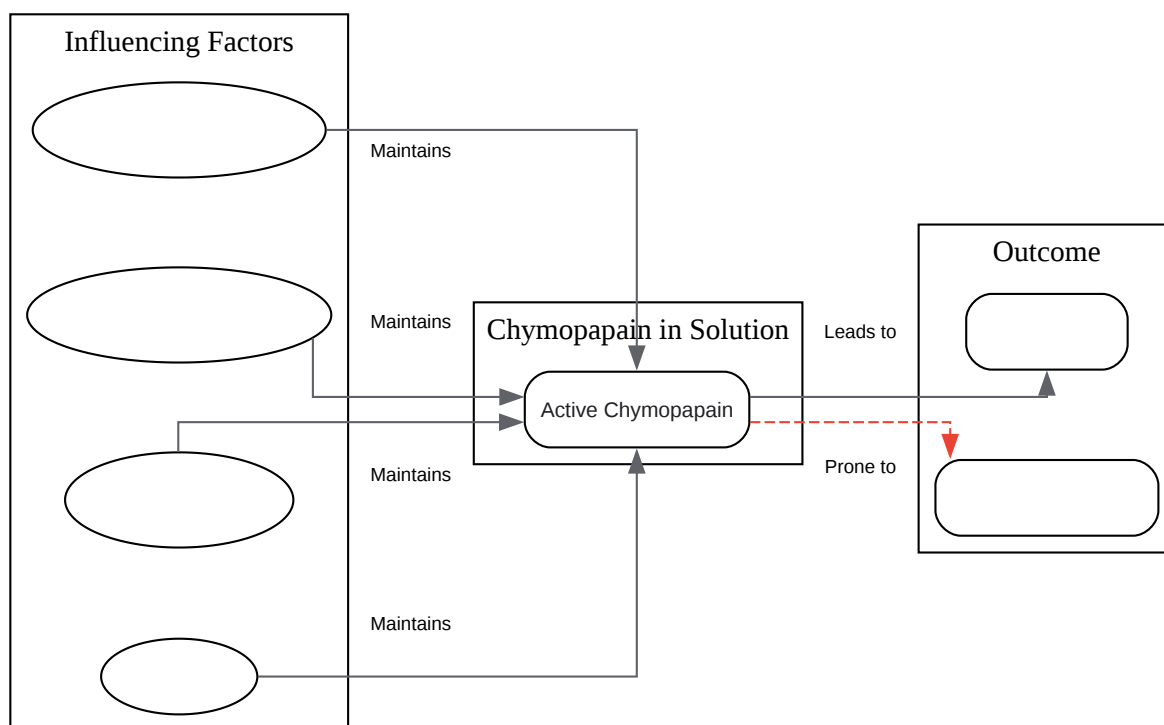 Influencing Factors
Maintains
Maintains
Chymopapain in Solution
Active Chymopapain
Maintains
Maintains
Leads to
Prone to
Outcome